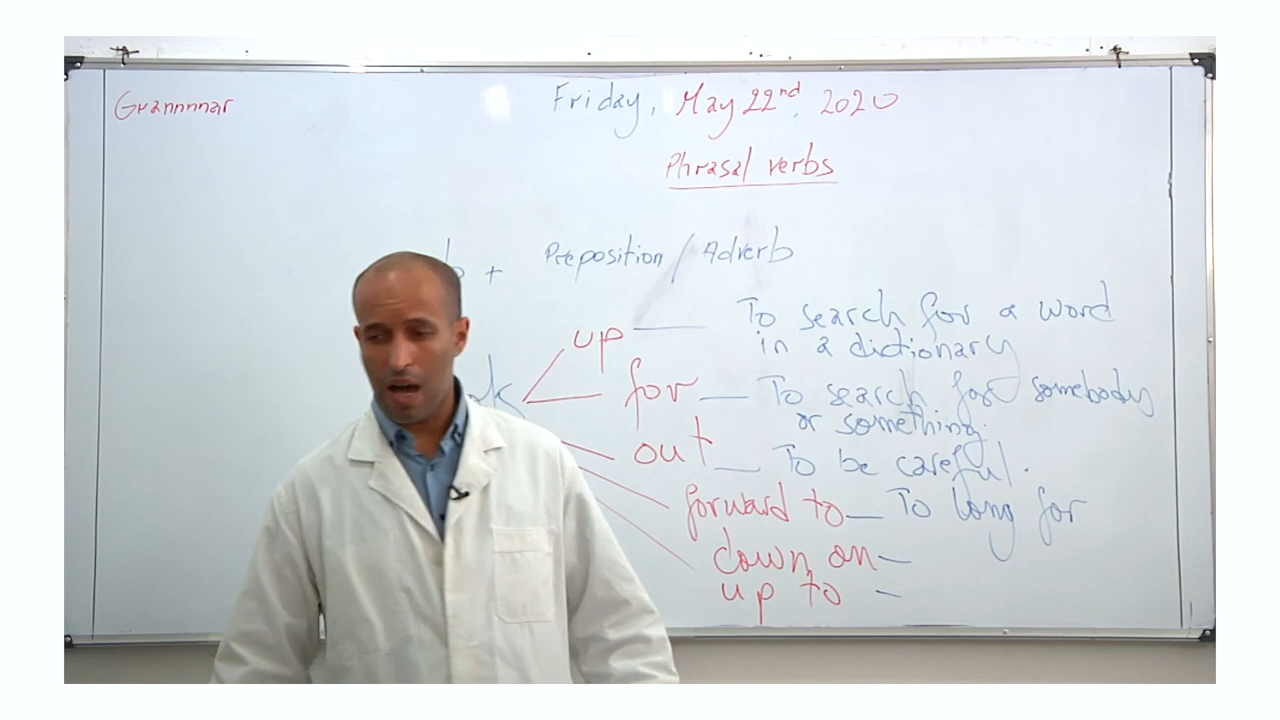 Grammar
Friday, May 22nd, 2020
Phrasal verbs
+ Preposition / Adverb
up — To search for a word
in a dictionary
for — To search for somebody
or something.
out — To be careful.
forward to — To long for
down on —
up to —